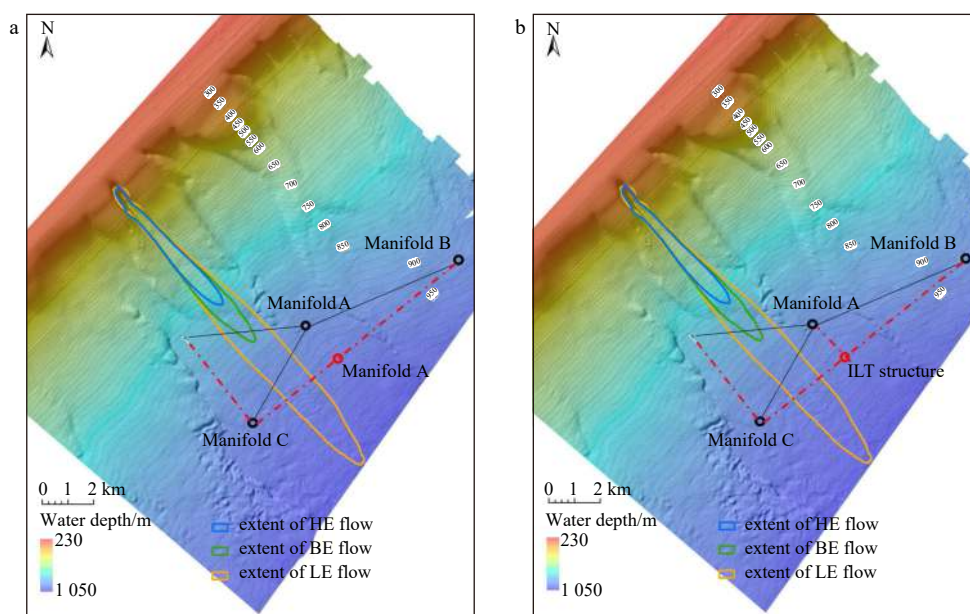 a
N
300
350
400
450
500
550
600
650
700
750
800
850
900
950
Manifold B
Manifold A
Manifold A
Manifold C
0 1 2 km
Water depth/m
230
1 050
extent of HE flow
extent of BE flow
extent of LE flow
b
N
300
350
400
450
500
550
600
650
700
750
800
850
900
950
Manifold B
Manifold A
ILT structure
Manifold C
0 1 2 km
Water depth/m
230
1 050
extent of HE flow
extent of BE flow
extent of LE flow